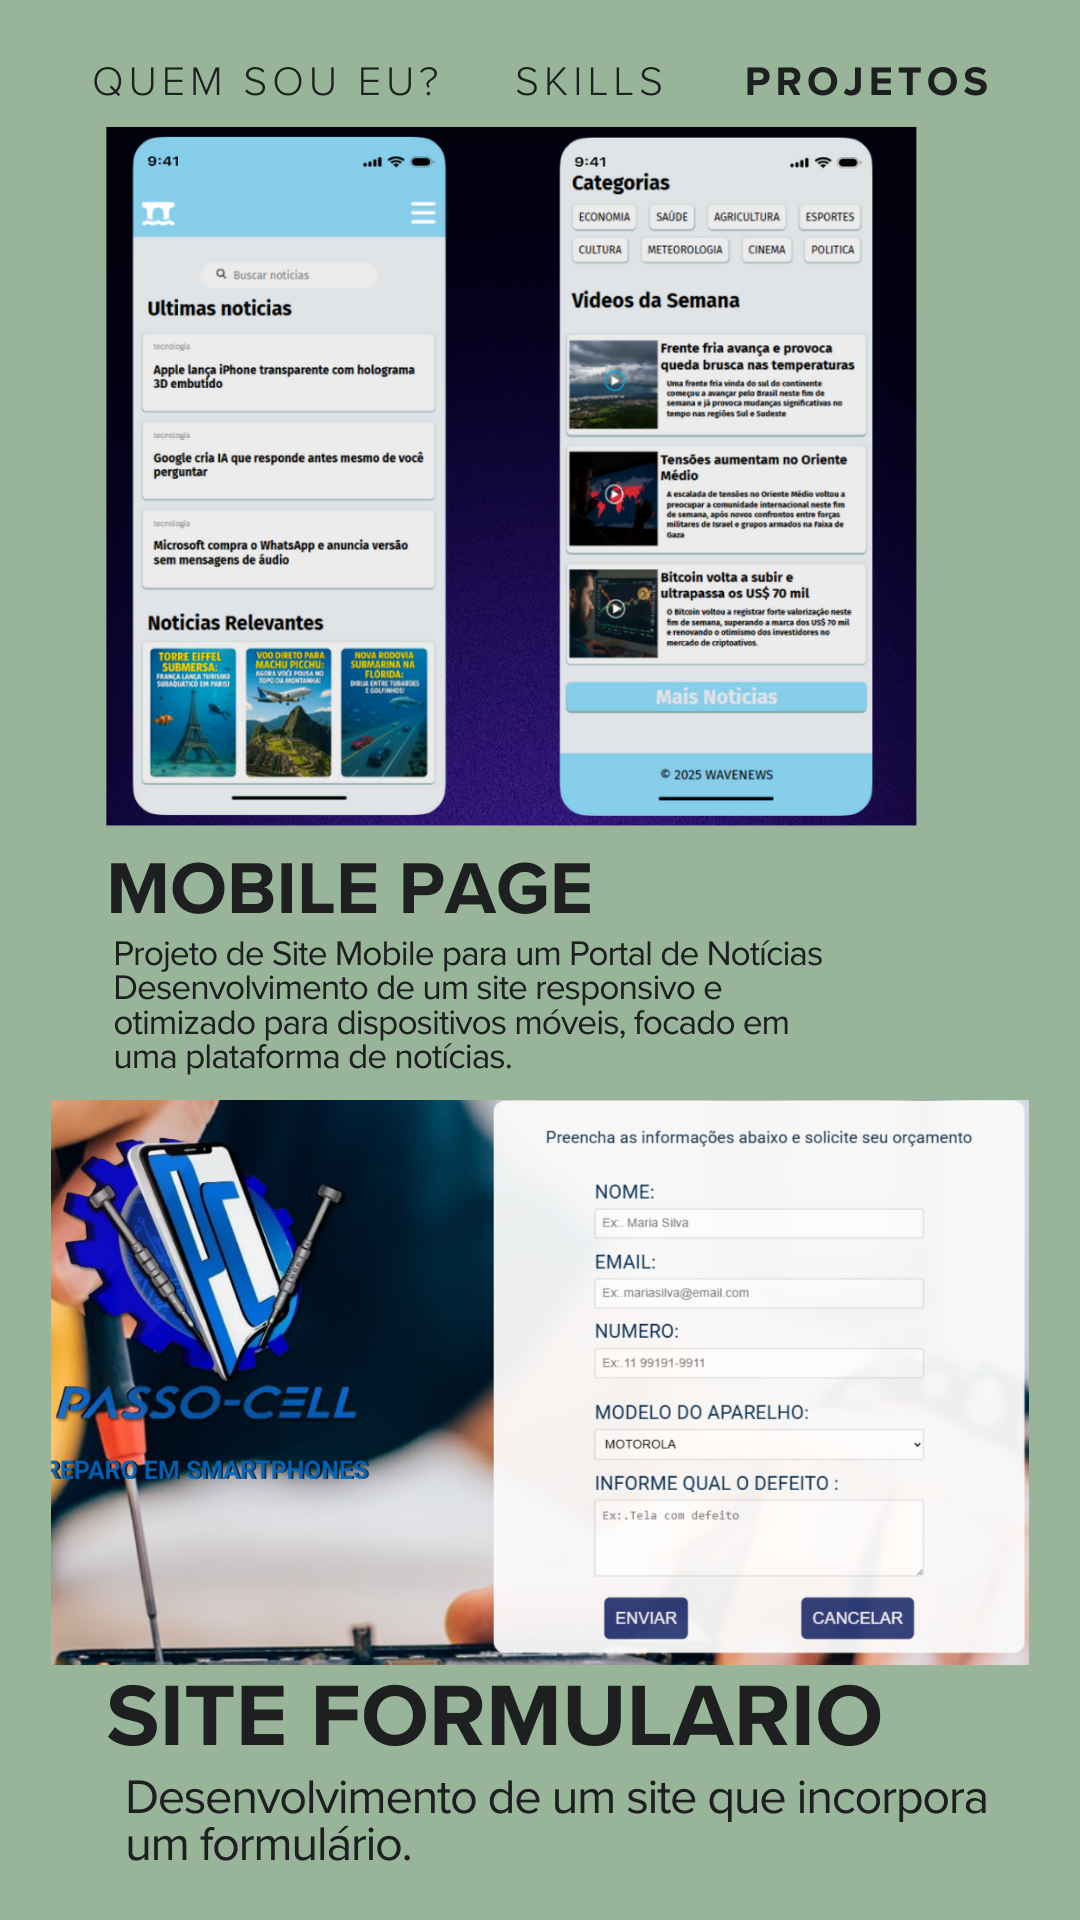 QUEM SOU EU? SKILLS PROJETOS
9:41
Buscar noticias
Ultimas noticias
tecnologia
Apple lança iPhone transparente com holograma
3D embutido
tecnologia
Google cria IA que responde antes mesmo de você
perguntar
tecnologia
Microsoft compra o WhatsApp e anuncia versão
sem mensagens de áudio
Noticias Relevantes
TORRE EIFFEL
SUBMERSA:
FRANÇA LANÇA TURISMO
SUBAQUÁTICO EM PARIS!
VOO DIRETO PARA
MACHU PICCHU:
AGORA VOCÊ POUSA NO
TOPO DA MONTANHA!
NOVA RODOVIA
SUBMARINA NA
FLÓRIDA:
DIRIJA ENTRE TUBARÕES
E GOLFINHOS!
9:41
Categorias
ECONOMIA SAÚDE AGRICULTURA ESPORTES
CULTURA METEOROLOGIA CINEMA POLITICA
Videos da Semana
Frente fria avança e provoca
queda brusca nas temperaturas
Uma frente fria vinda do sul do continente
começou a avançar pelo Brasil neste fim de
semana e já provoca mudanças significativas no
tempo nas regiões Sul e Sudeste
Tensões aumentam no Oriente
Médio
A escalada de tensões no Oriente Médio voltou a
preocupar a comunidade internacional neste fim
de semana, após novos confrontos entre forças
militares de Israel e grupos armados na Faixa de
Gaza
Bitcoin volta a subir e
ultrapassa os US$ 70 mil
O Bitcoin voltou a registrar forte valorização neste
fim de semana, superando a marca dos US$ 70 mil
e renovando o otimismo dos investidores no
mercado de criptoativos.
Mais Noticias
© 2025 WAVENEWS
MOBILE PAGE
Projeto de Site Mobile para um Portal de Notícias
Desenvolvimento de um site responsivo e
otimizado para dispositivos móveis, focado em
uma plataforma de notícias.
PC
PASSO-CELL
REPARO EM SMARTPHONES
Preencha as informações abaixo e solicite seu orçamento
NOME:
Ex:. Maria Silva
EMAIL:
Ex:.mariasilva@email.com
NUMERO:
Ex:.11 99191-9911
MODELO DO APARELHO:
MOTOROLA
INFORME QUAL O DEFEITO :
Ex:.Tela com defeito
ENVIAR CANCELAR
SITE FORMULARIO
Desenvolvimento de um site que incorpora
um formulário.